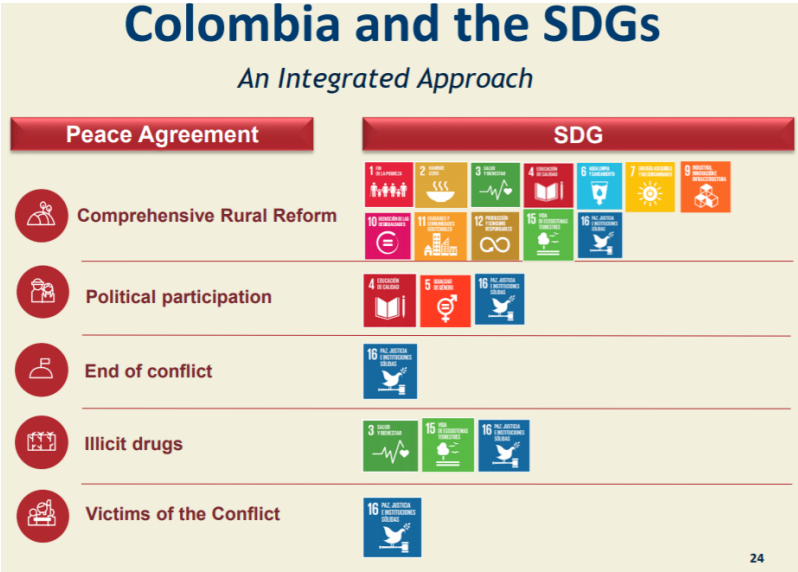 Colombia and the SDGs
An Integrated Approach
Peace Agreement
SDG
Comprehensive Rural Reform
1 FIN
DE LA POBREZA
2 HAMBRE
CERO
3 SALUD
Y BIENESTAR
4 EDUCACIÓN
DE CALIDAD
6 AGUA LIMPIA
Y SANEAMIENTO
7
9 INDUSTRIA,
INNOVACIÓN E
INFRAESTRUCTURA
10 REDUCCIÓN DE LAS
DESIGUALDADES
11 CIUDADES Y
COMUNIDADES
SOSTENIBLES
12 PRODUCCIÓN
Y CONSUMO
RESPONSABLES
15 VIDA
DE ECOSISTEMAS
TERRESTRES
16 PAZ, JUSTICIA
E INSTITUCIONES
SÓLIDAS
Political participation
4 EDUCACIÓN
DE CALIDAD
5 IGUALDAD
DE GÉNERO
16 PAZ, JUSTICIA
E INSTITUCIONES
SÓLIDAS
End of conflict
16 PAZ, JUSTICIA
E INSTITUCIONES
SÓLIDAS
Illicit drugs
3 SALUD
Y BIENESTAR
15 VIDA
DE ECOSISTEMAS
TERRESTRES
16 PAZ, JUSTICIA
E INSTITUCIONES
SÓLIDAS
Victims of the Conflict
16 PAZ, JUSTICIA
E INSTITUCIONES
SÓLIDAS
24